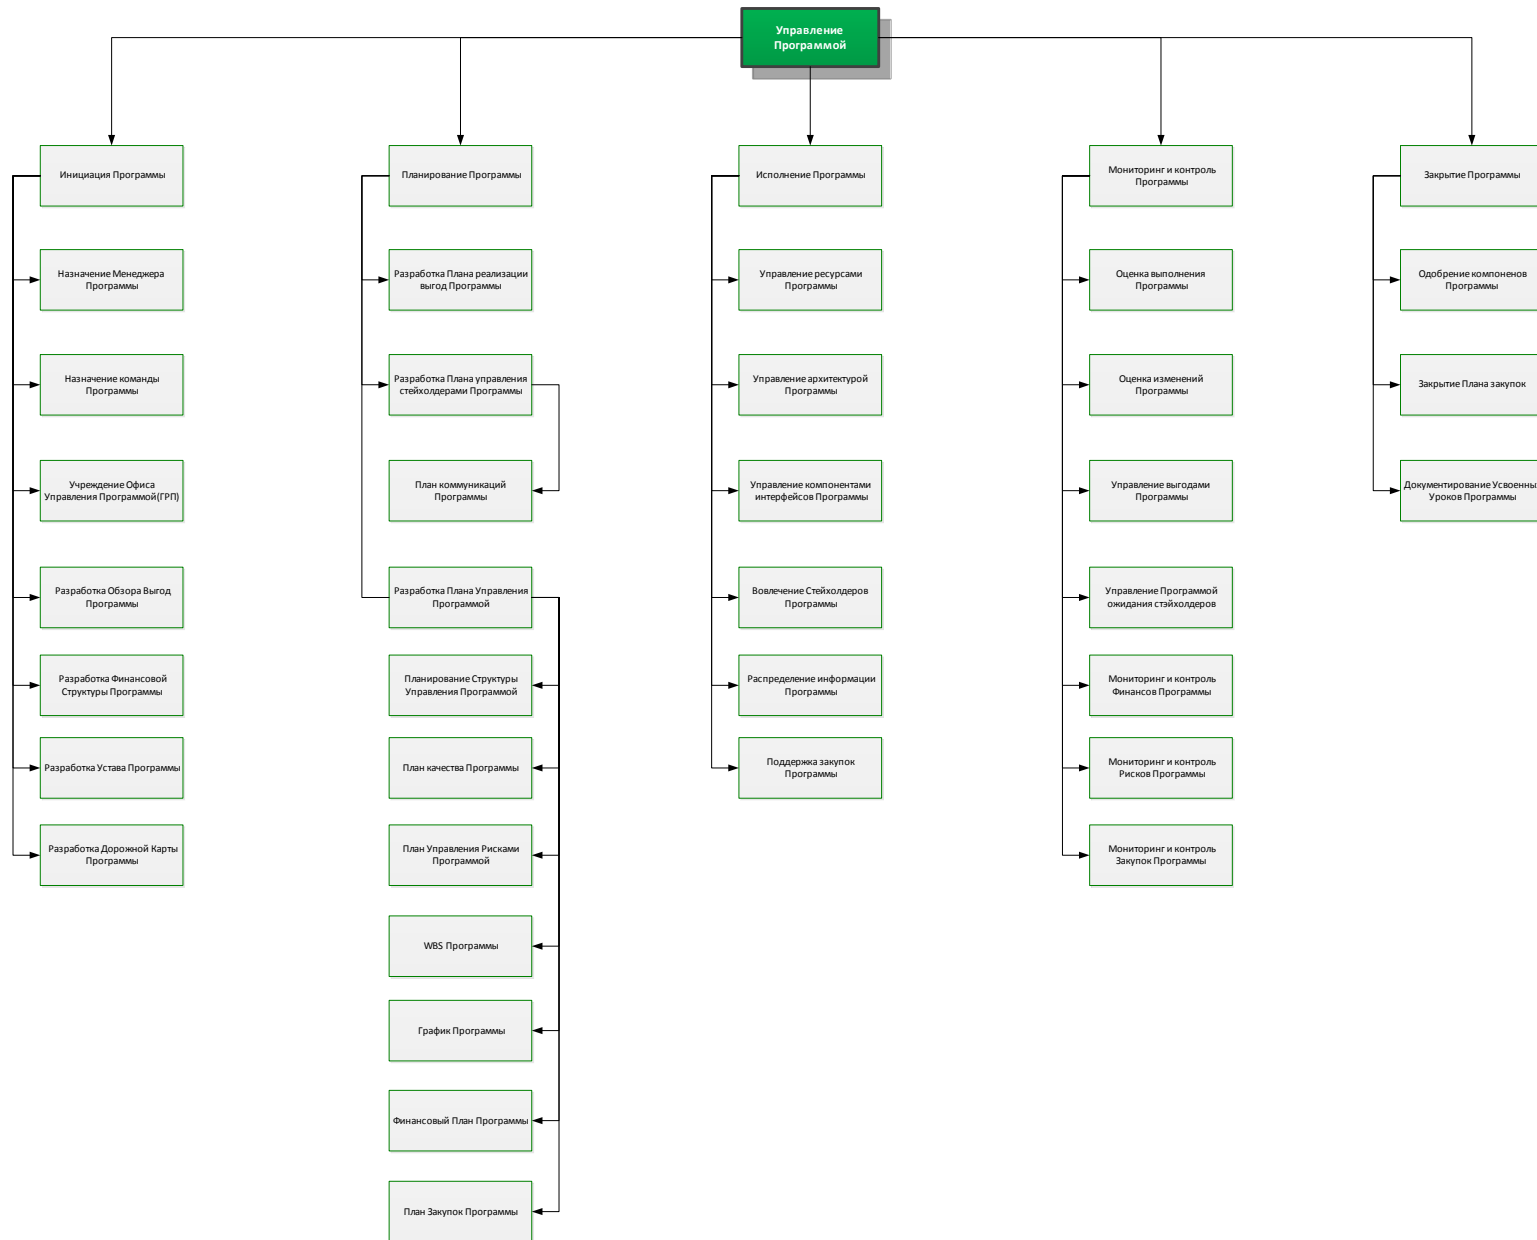 Управление
Программой
Инициация Программы
Назначение Менеджера
Программы
Назначение команды
Программы
Учреждение Офиса
Управления Программой(ГРП)
Разработка Обзора Выгод
Программы
Разработка Финансовой
Структуры Программы
Разработка Устава Программы
Разработка Дорожной Карты
Программы
Планирование Программы
Разработка Плана реализации
выгод Программы
Разработка Плана управления
стейхолдерами Программы
План коммуникаций
Программы
Разработка Плана Управления
Программой
Планирование Структуры
Управления Программой
План качества Программы
План Управления Рисками
Программой
WBS Программы
График Программы
Финансовый План Программы
План Закупок Программы
Исполнение Программы
Управление ресурсами
Программы
Управление архитектурой
Программы
Управление компонентами
интерфейсов Программы
Вовлечение Стейхолдеров
Программы
Распределение информации
Программы
Поддержка закупок
Программы
Мониторинг и контроль
Программы
Оценка выполнения
Программы
Оценка изменений
Программы
Управление выгодами
Программы
Управление Программой
ожидания стэйхолдеров
Мониторинг и контроль
Финансов Программы
Мониторинг и контроль
Рисков Программы
Мониторинг и контроль
Закупок Программы
Закрытие Программы
Одобрение компоненов
Программы
Закрытие Плана закупок
Документирование Усвоенных
Уроков Программы